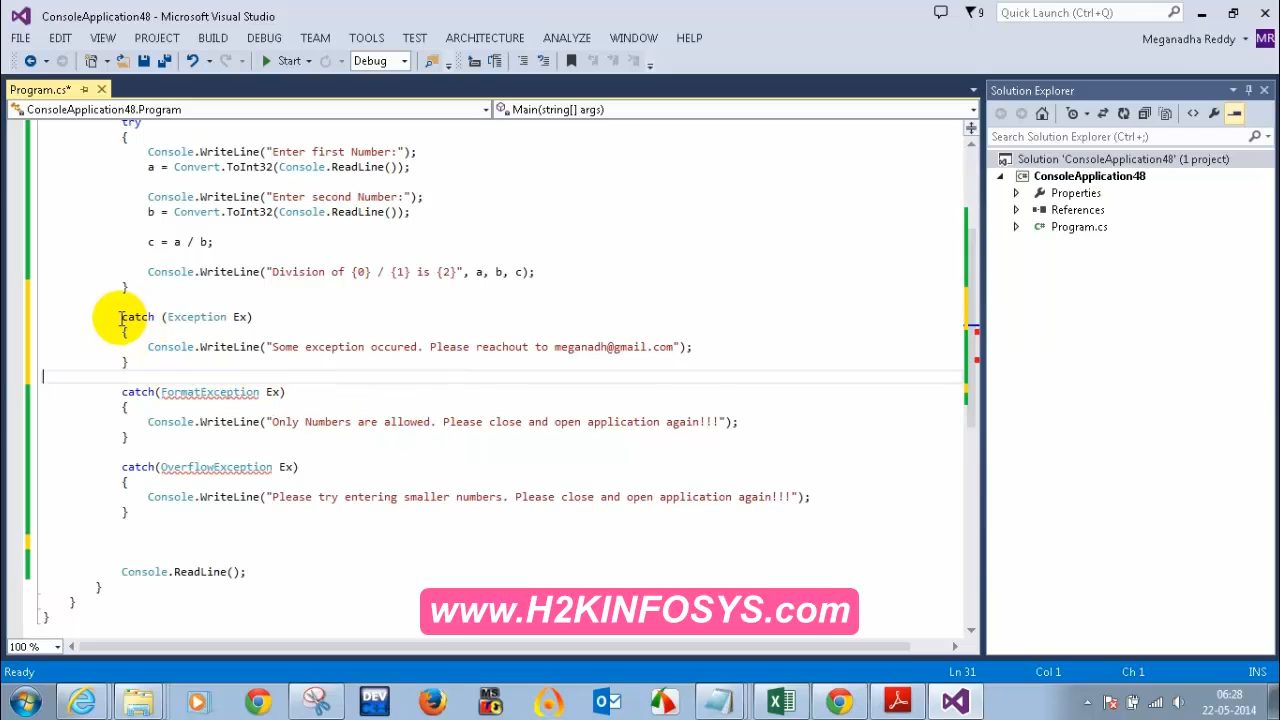 ConsoleApplication48 - Microsoft Visual Studio
9
Quick Launch (Ctrl+Q)
FILE EDIT VIEW PROJECT BUILD DEBUG TEAM TOOLS TEST ARCHITECTURE ANALYZE WINDOW HELP
Meganadha Reddy
MR
Start
Debug
Program.cs*
ConsoleApplication48.Program
Main(string[] args)
try
{
Console.WriteLine("Enter first Number:");
a = Convert.ToInt32(Console.ReadLine());
Console.WriteLine("Enter second Number:");
b = Convert.ToInt32(Console.ReadLine());
c = a / b;
Console.WriteLine("Division of {0} / {1} is {2}", a, b, c);
}
catch (Exception Ex)
{
Console.WriteLine("Some exception occured. Please reachout to meganadh@gmail.com");
}
catch(FormatException Ex)
{
Console.WriteLine("Only Numbers are allowed. Please close and open application again!!!");
}
catch(OverflowException Ex)
{
Console.WriteLine("Please try entering smaller numbers. Please close and open application again!!!");
}
Console.ReadLine();
}
}
}
Solution Explorer
Search Solution Explorer (Ctrl+;)
Solution 'ConsoleApplication48' (1 project)
ConsoleApplication48
Properties
References
Program.cs
www.H2KINFOSYS.com
100 %
Ready
Ln 31
Col 1
Ch 1
INS
DEV
MS
06:28
22-05-2014